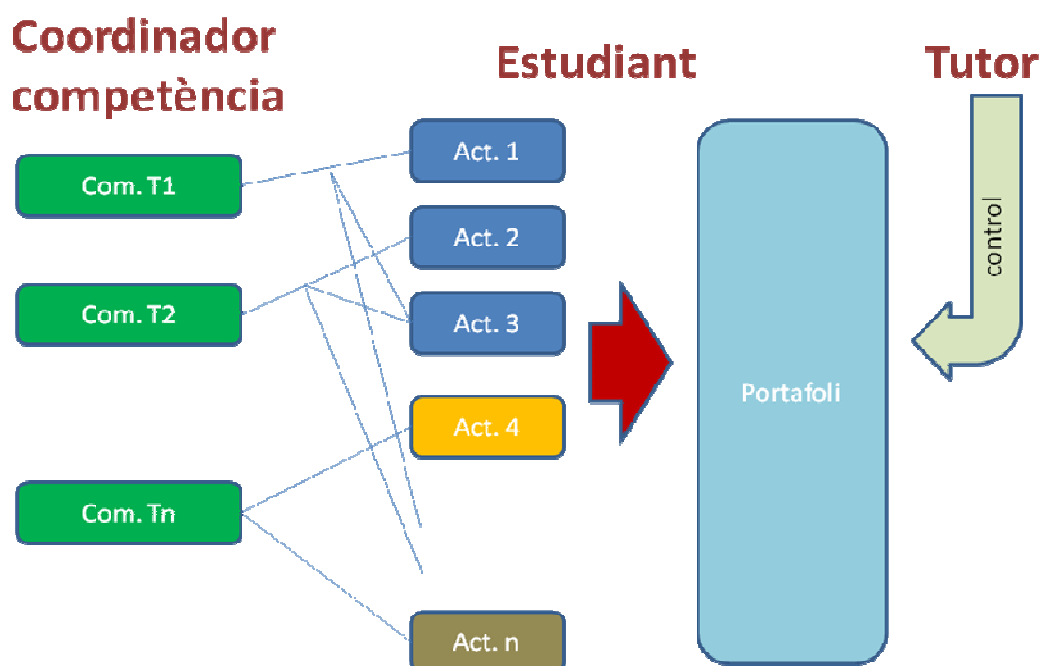 Coordinador
competència
Estudiant
Tutor
Com. T1
Com. T2
Com. Tn
Act. 1
Act. 2
Act. 3
Act. 4
Act. n
Portafoli
control